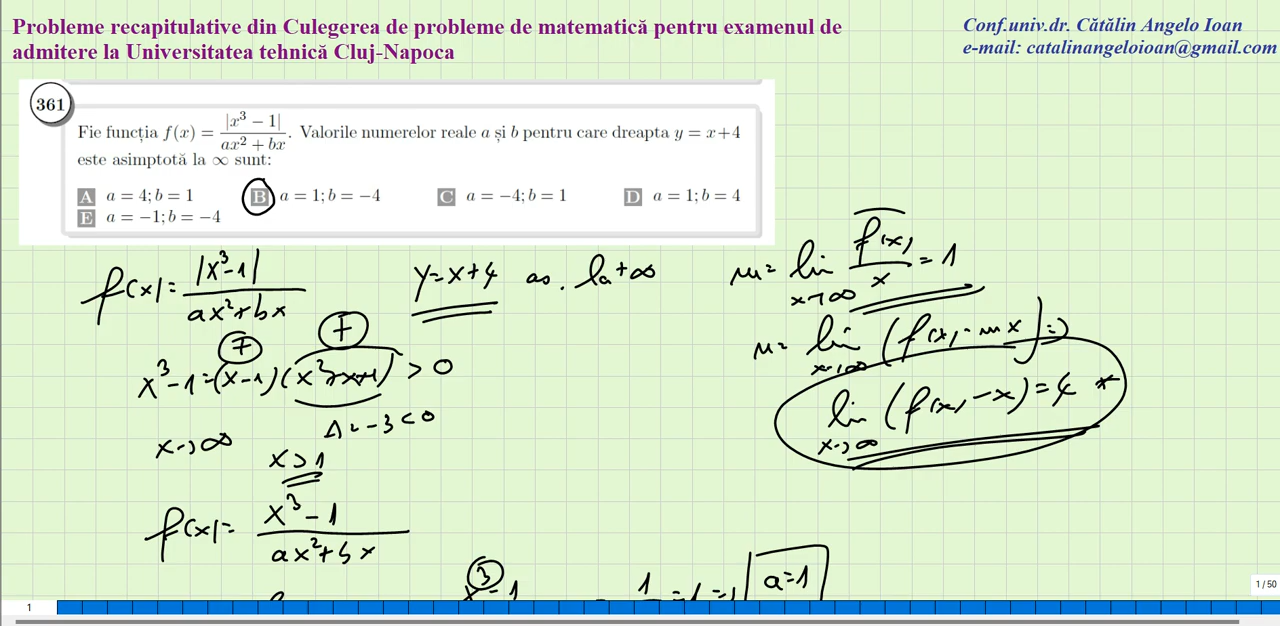 Probleme recapitulative din Culegerea de probleme de matematică pentru examenul de
admitere la Universitatea tehnică Cluj-Napoca
Conf.univ.dr. Cătălin Angelo Ioan
e-mail: catalinangeloioan@gmail.com
361
Fie funcția f(x) = |x³ − 1| / (ax² + bx). Valorile numerelor reale a și b pentru care dreapta y = x+4
este asimptotă la ∞ sunt:
A a = 4; b = 1 B a = 1; b = −4 C a = −4; b = 1 D a = 1; b = 4
E a = −1; b = −4
f(x) = |x³-1| / (ax²+bx)
y=x+4 as. la +∞
m = lim x→∞ f(x)/x = 1
n = lim x→∞ (f(x) - mx) =>
lim x→∞ (f(x) - x) = 4 *
+ +
x³-1 = (x-1)(x²+x+1) > 0
Δ = -3 < 0
x→∞
x>1
f(x) = (x³-1) / (ax²+bx)
a=1
1 / 50
1